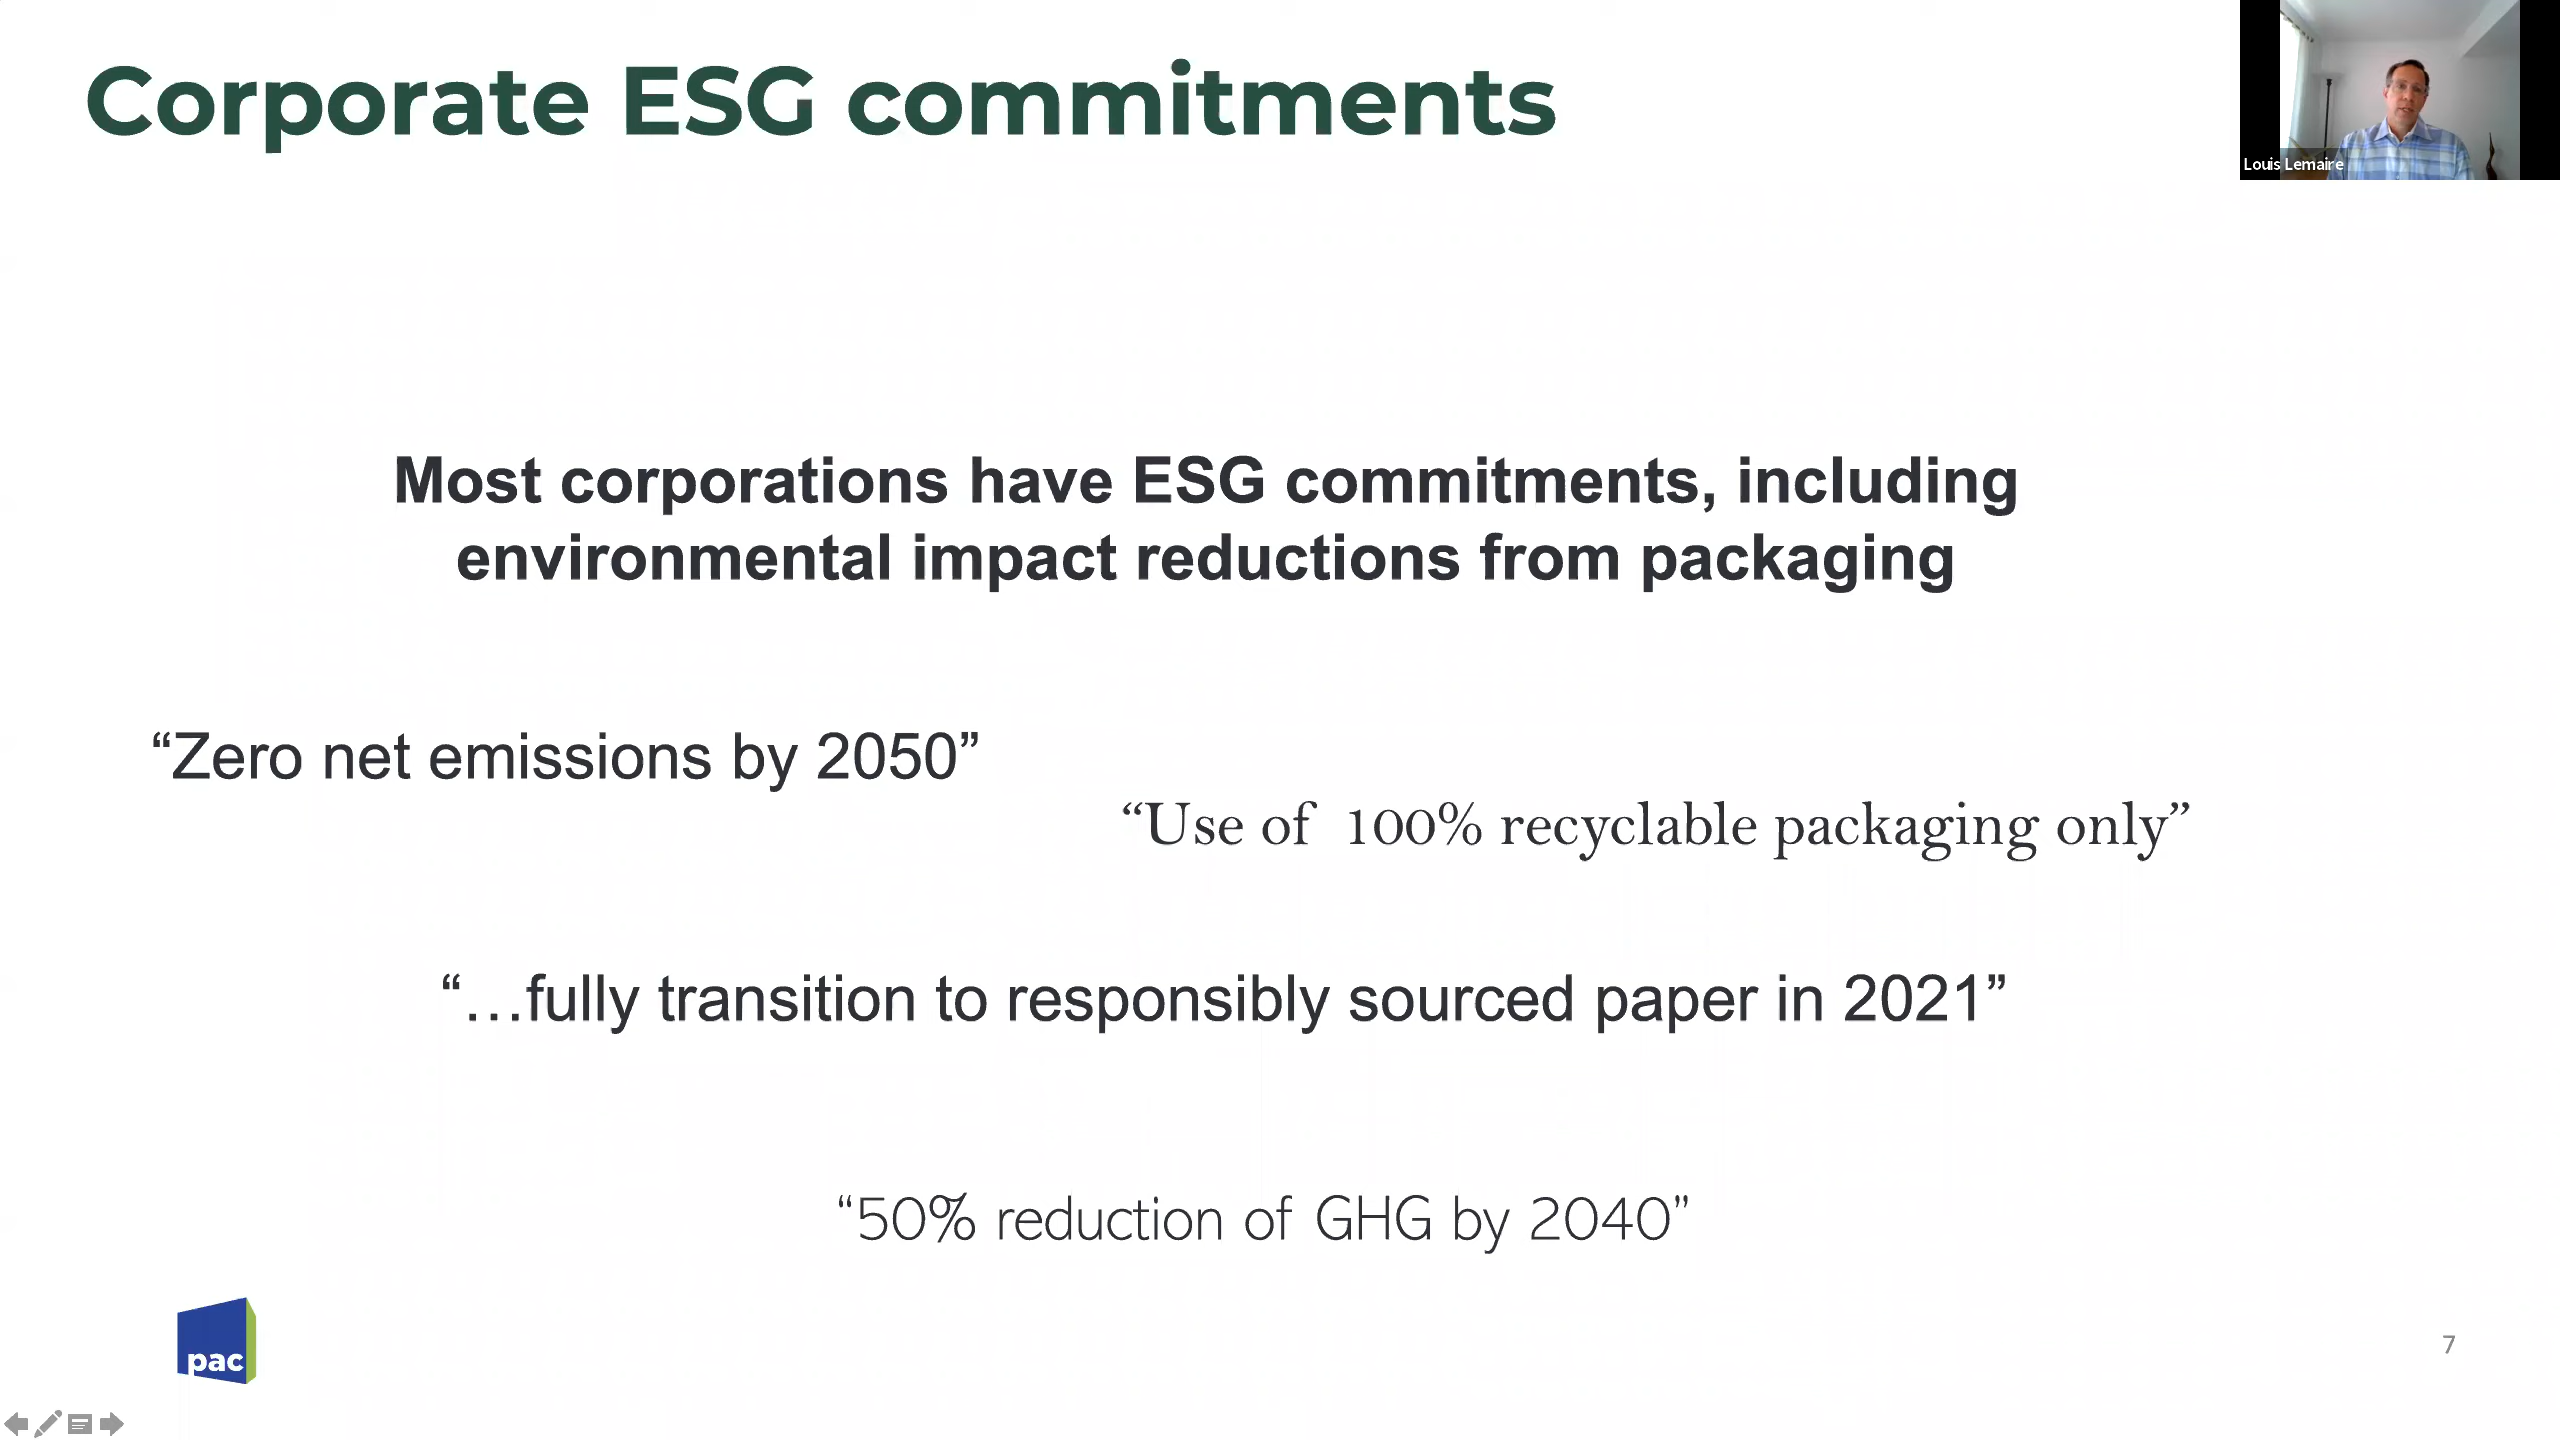 Corporate ESG commitments
Louis Lemaire
Most corporations have ESG commitments, including
environmental impact reductions from packaging
“Zero net emissions by 2050”
“Use of 100% recyclable packaging only”
“…fully transition to responsibly sourced paper in 2021”
“50% reduction of GHG by 2040”
pac
7